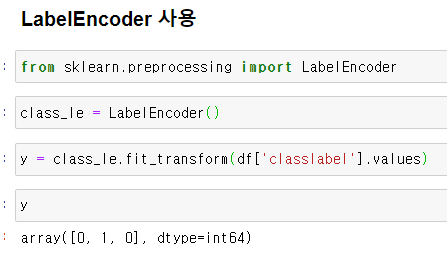 LabelEncoder 사용
from sklearn.preprocessing import LabelEncoder
class_le = LabelEncoder()
y = class_le.fit_transform(df['classlabel'].values)
y
array([0, 1, 0], dtype=int64)